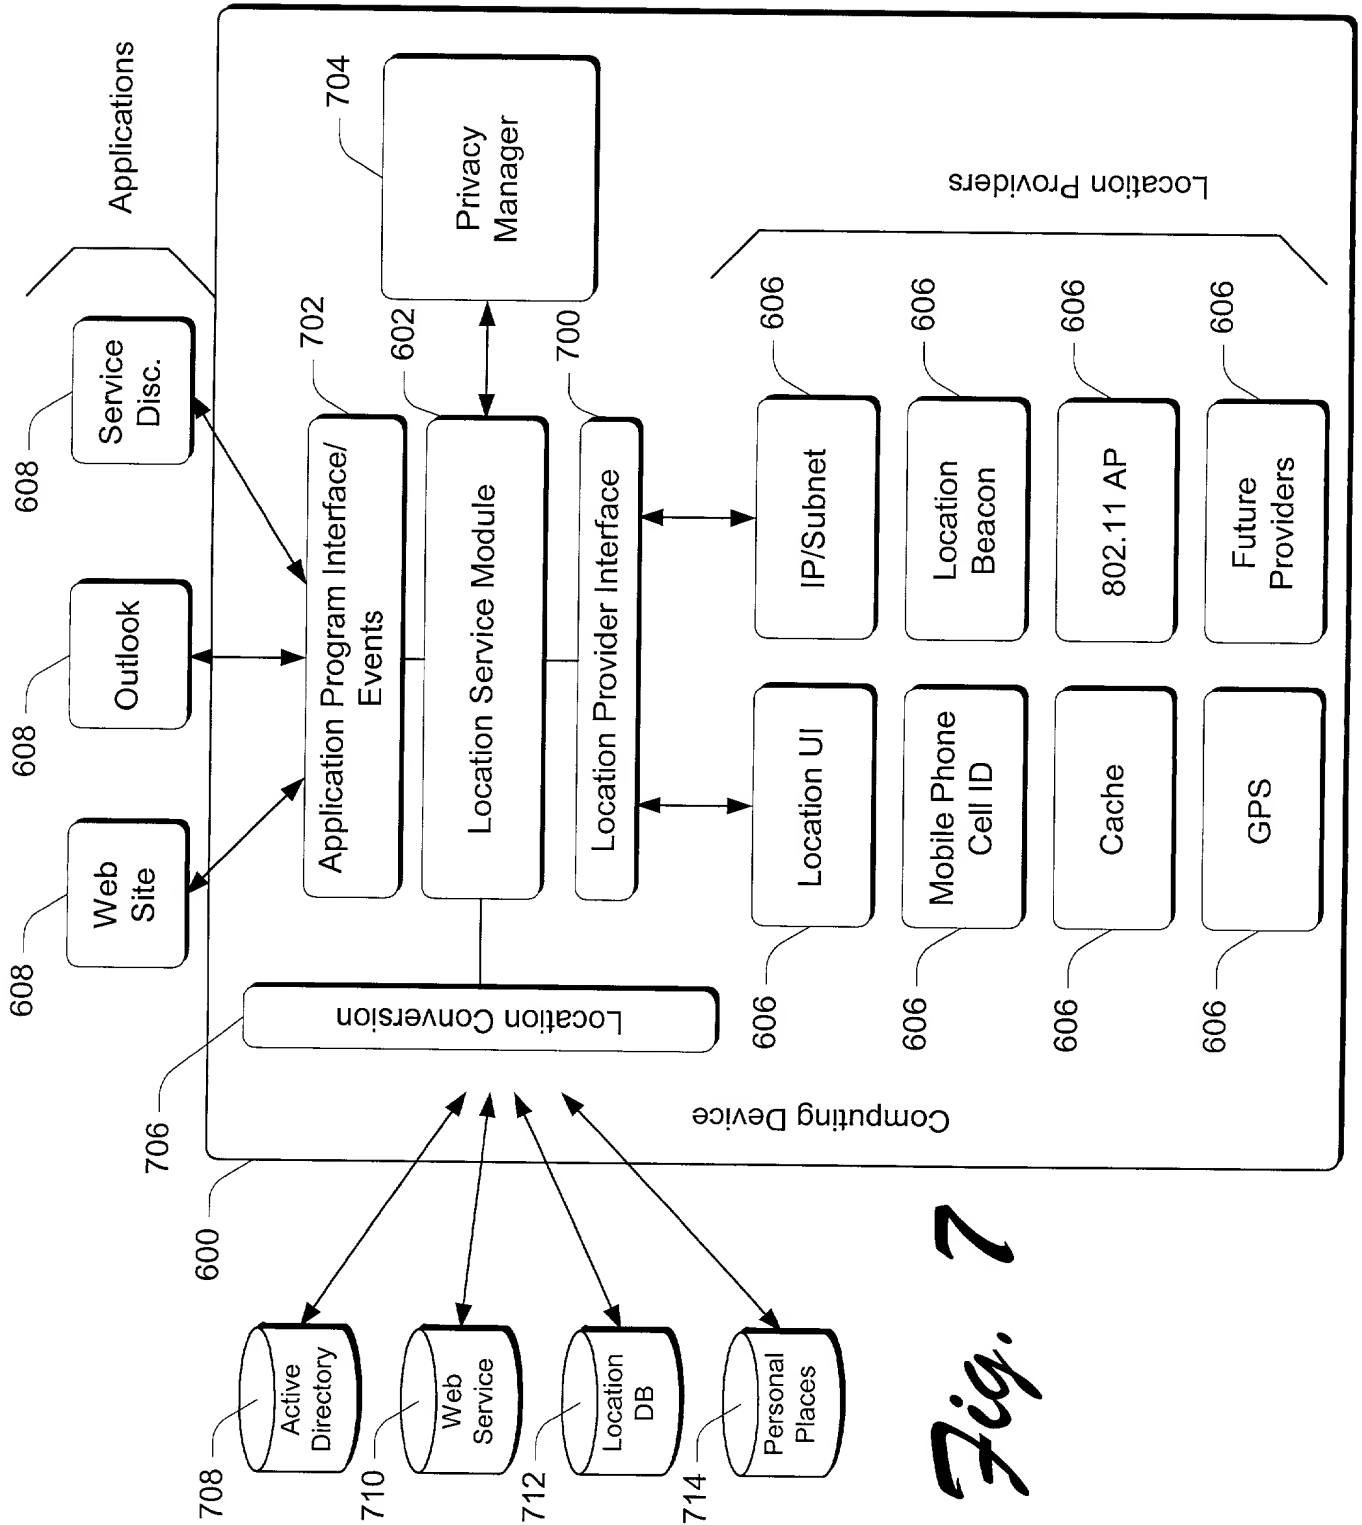 Applications
608
Web
Site
608
Outlook
608
Service
Disc.
600
706
Location Conversion
702
Application Program Interface/
Events
602
Location Service Module
700
Location Provider Interface
704
Privacy
Manager
708
Active
Directory
710
Web
Service
712
Location
DB
714
Personal
Places
Computing Device
Location Providers
606
Location UI
606
IP/Subnet
606
Mobile Phone
Cell ID
606
Location
Beacon
606
Cache
606
802.11 AP
606
GPS
606
Future
Providers
Fig. 7